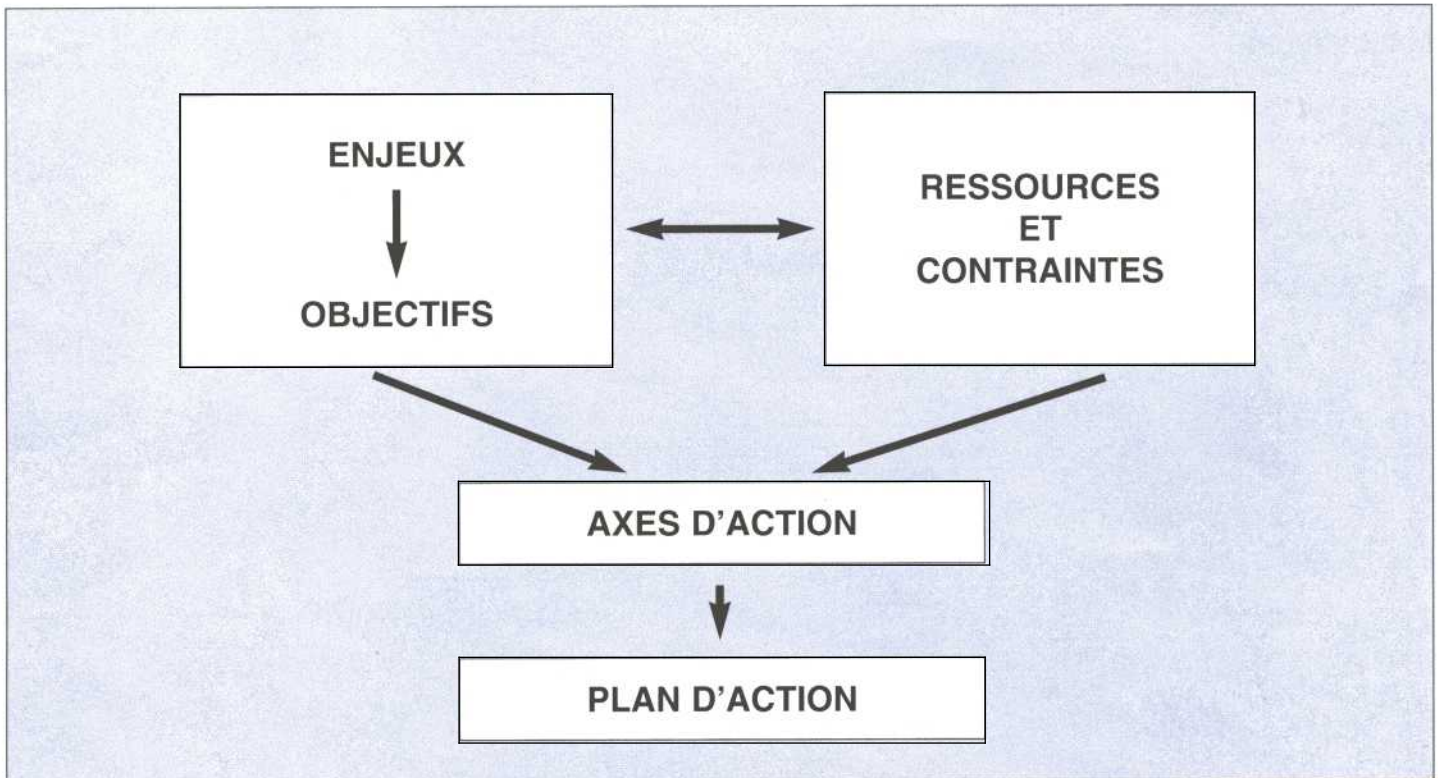 ENJEUX
OBJECTIFS
RESSOURCES
ET
CONTRAINTES
AXES D'ACTION
PLAN D'ACTION